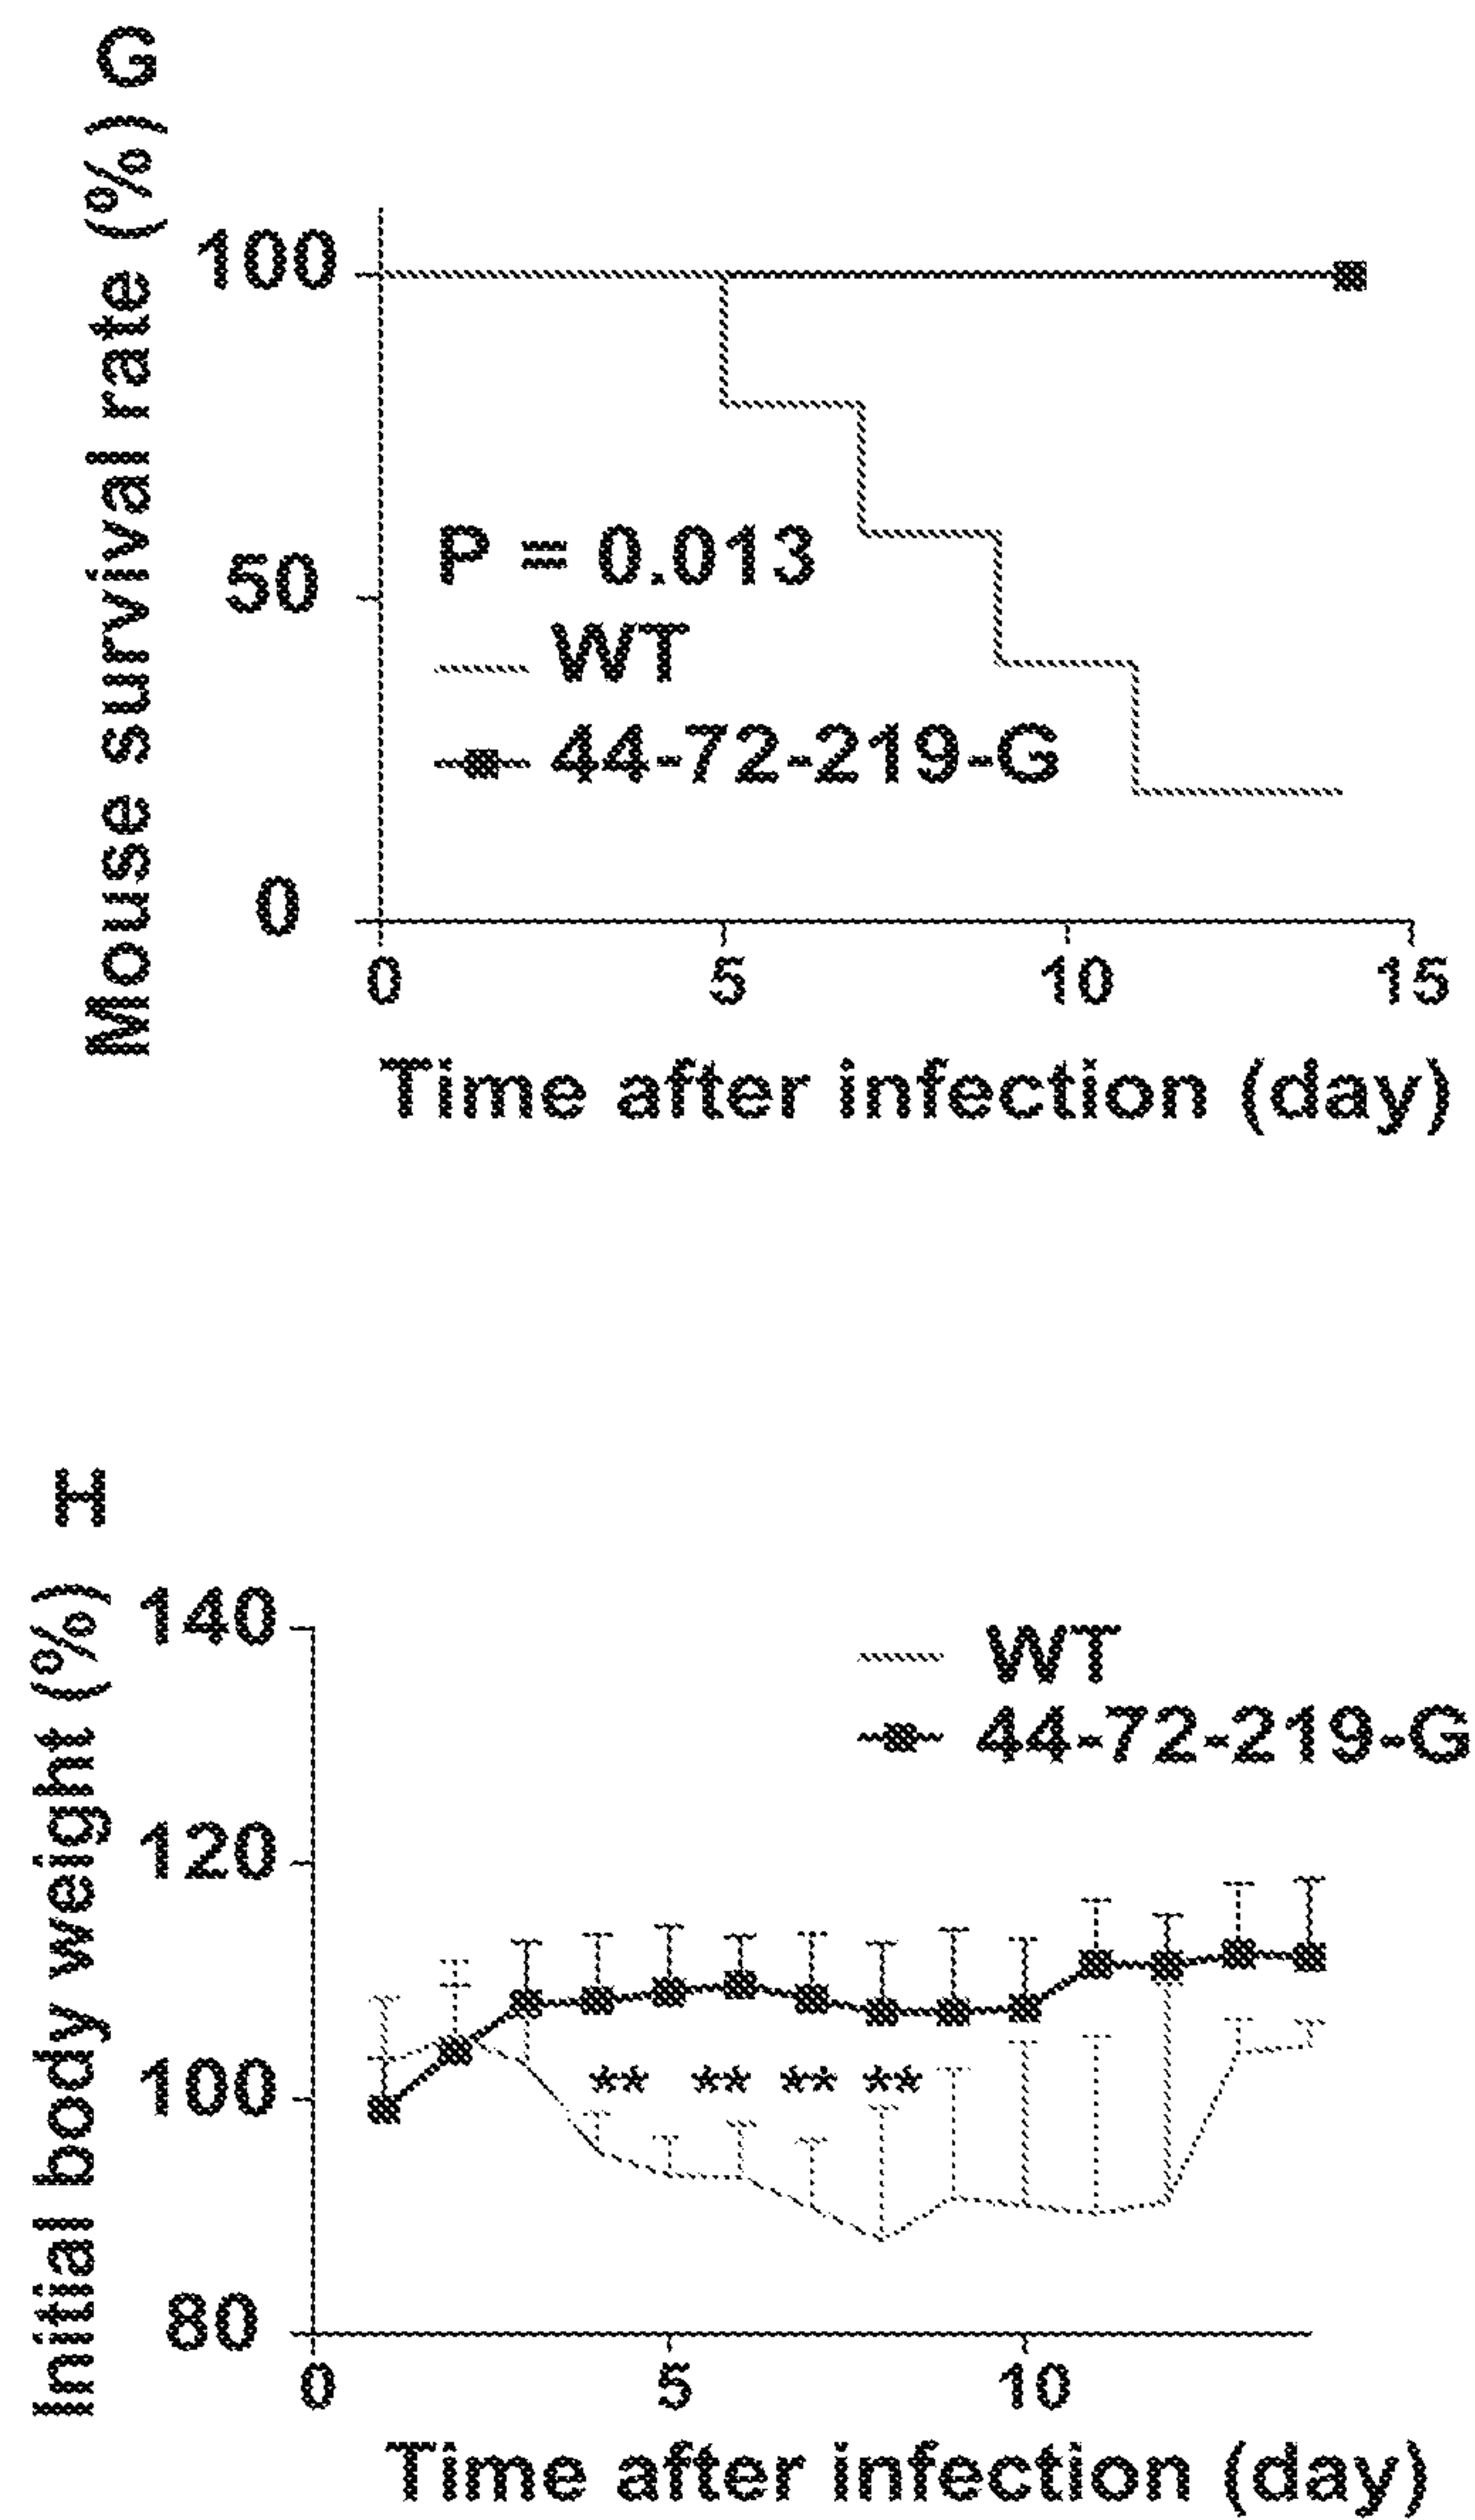 G
Mouse survival rate (%)
100
50
0
P = 0.013
WT
44-72-219-G
0 5 10 15
Time after infection (day)
H
Initial body weight (%)
140
120
100
80
WT
44-72-219-G
** ** ** **
0 5 10
Time after infection (day)